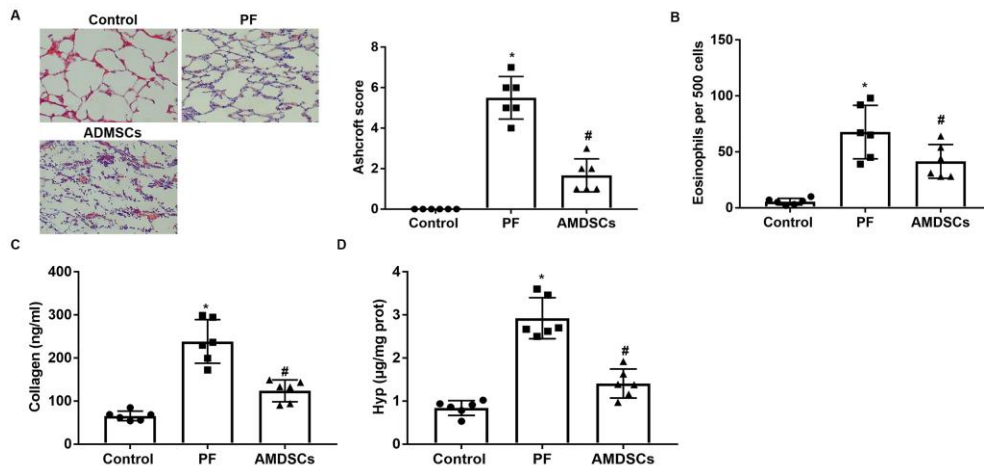 A
Control
PF
ADMSCs
Ashcroft score
8
6
4
2
0
*
#
Control
PF
AMDSCs
B
Eosinophils per 500 cells
150
100
50
0
*
#
Control
PF
AMDSCs
C
Collagen (ng/ml)
400
300
200
100
0
*
#
Control
PF
AMDSCs
D
Hyp (μg/mg prot)
4
3
2
1
0
*
#
Control
PF
AMDSCs